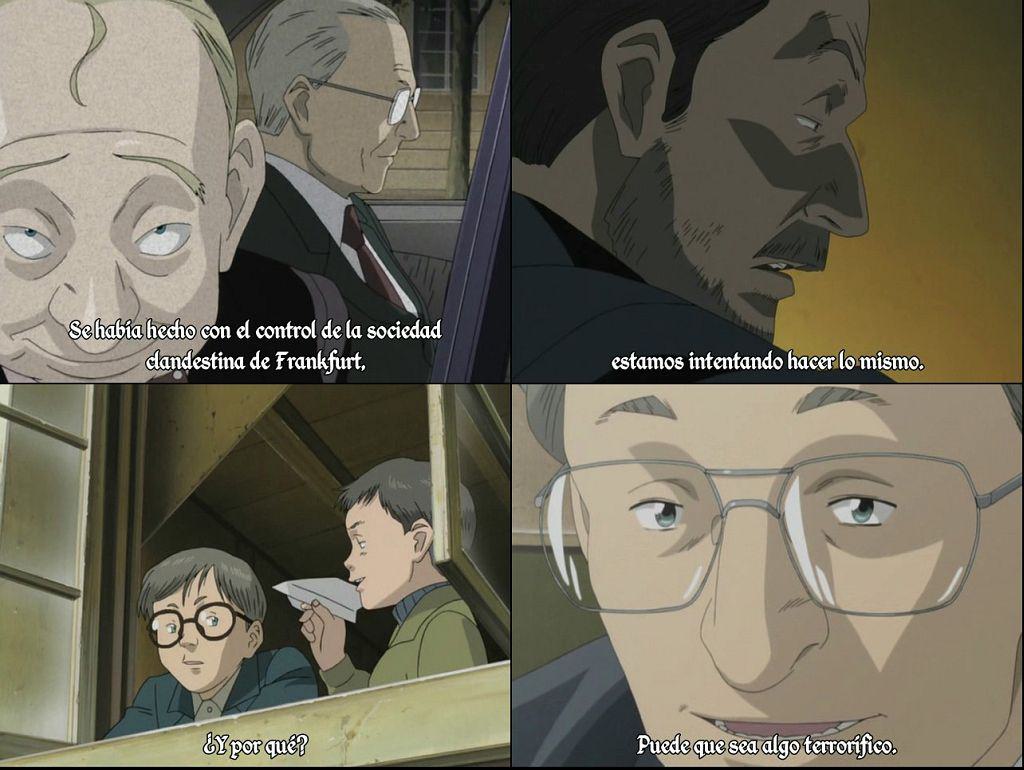 Se había hecho con el control de la sociedad
clandestina de Frankfurt,
estamos intentando hacer lo mismo.
¿Y por qué?
Puede que sea algo terrorífico.